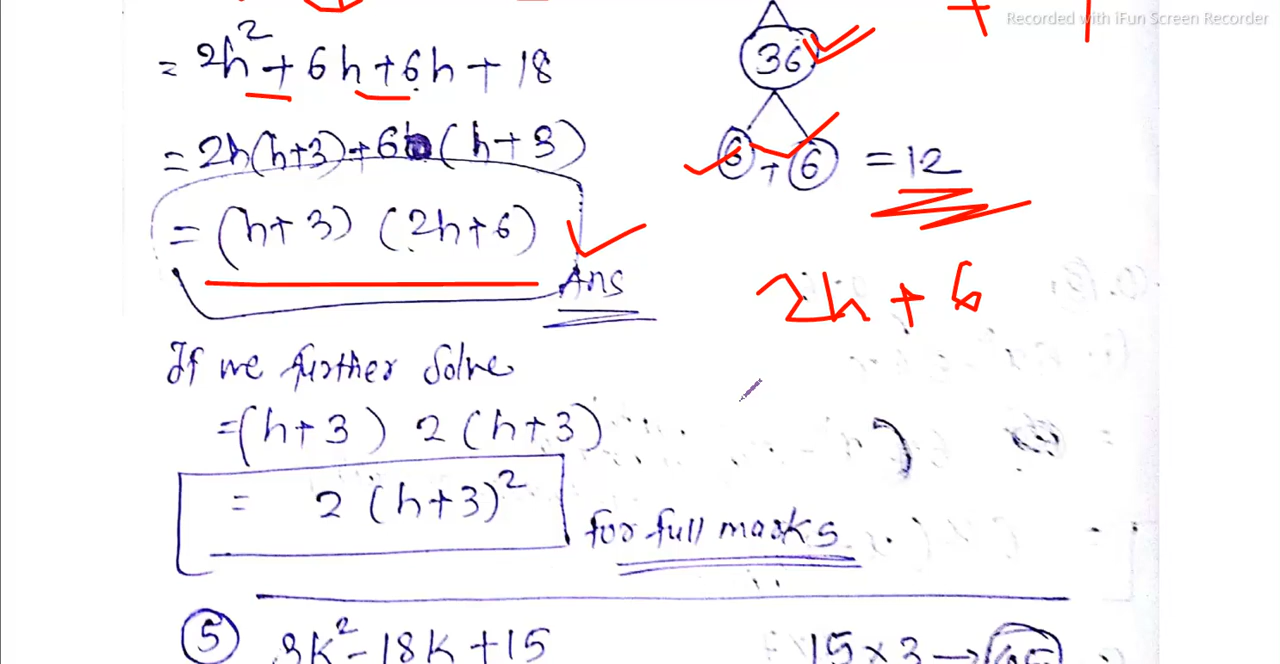 Recorded with iFun Screen Recorder
= 2h² + 6h + 6h + 18
36
= 2h(h+3) + 6(h+3)
6 + 6 = 12
= (h+3) (2h+6)
Ans
2h + 6
If we further solve
= (h+3) 2 (h+3)
= 2 (h+3)²
for full marks
5 3k² - 18k + 15
15 × 3 → 45